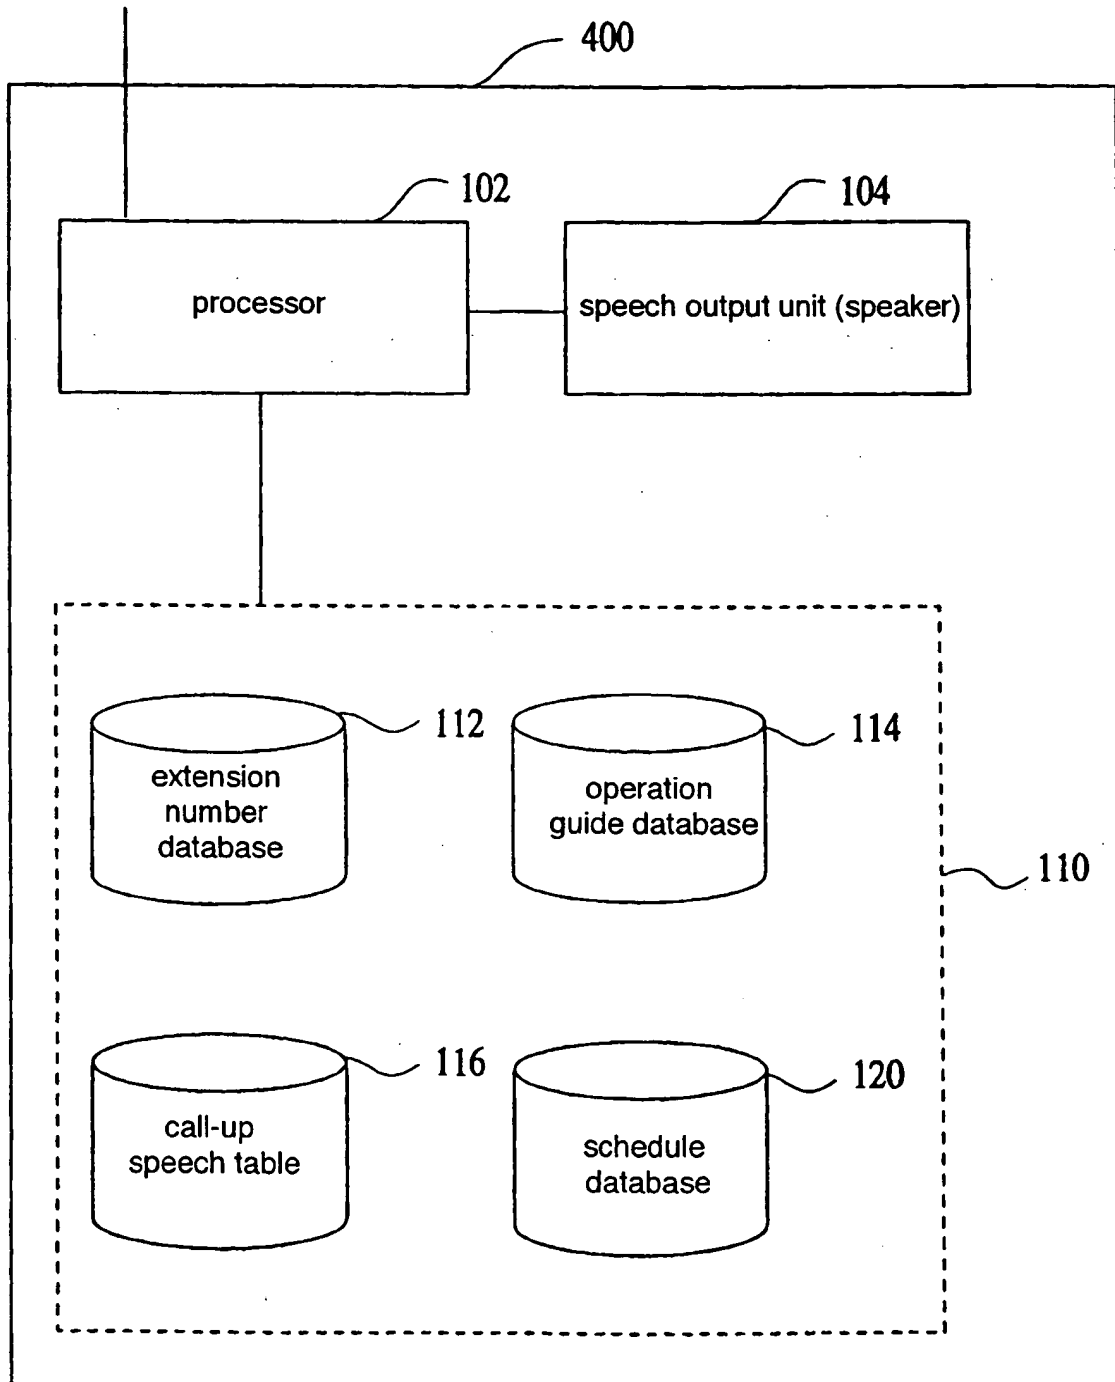 400
102
104
processor
speech output unit (speaker)
112
114
extension
number
database
operation
guide database
110
116
120
call-up
speech table
schedule
database